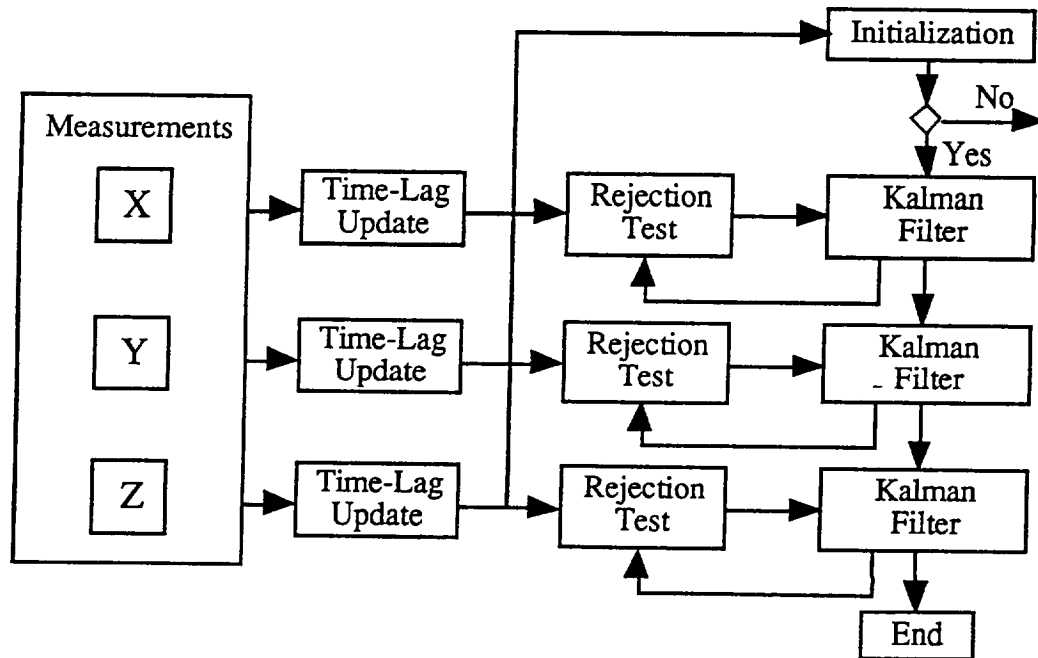 Initialization
No
Yes
Measurements
X
Time-Lag
Update
Rejection
Test
Kalman
Filter
Y
Time-Lag
Update
Rejection
Test
Kalman
Filter
Z
Time-Lag
Update
Rejection
Test
Kalman
Filter
End